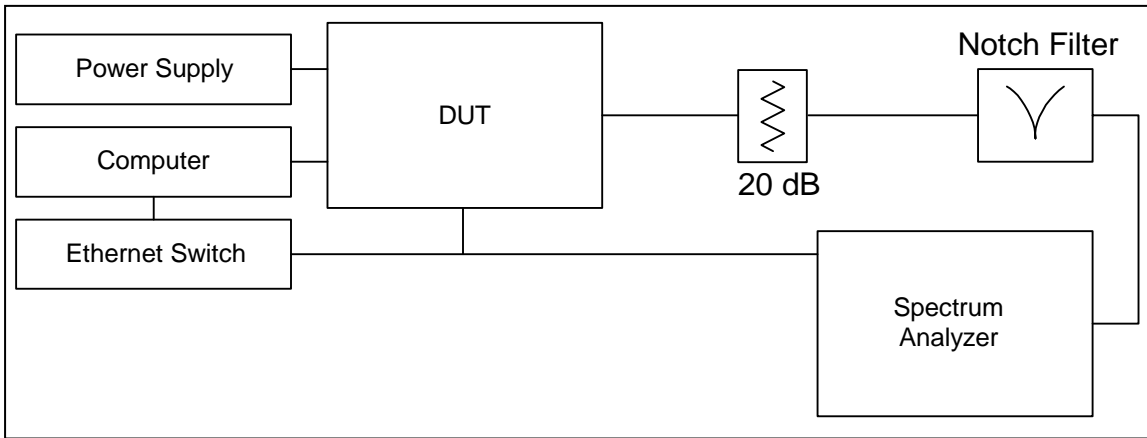 Power Supply
Computer
Ethernet Switch
DUT
20 dB
Notch Filter
Spectrum
Analyzer